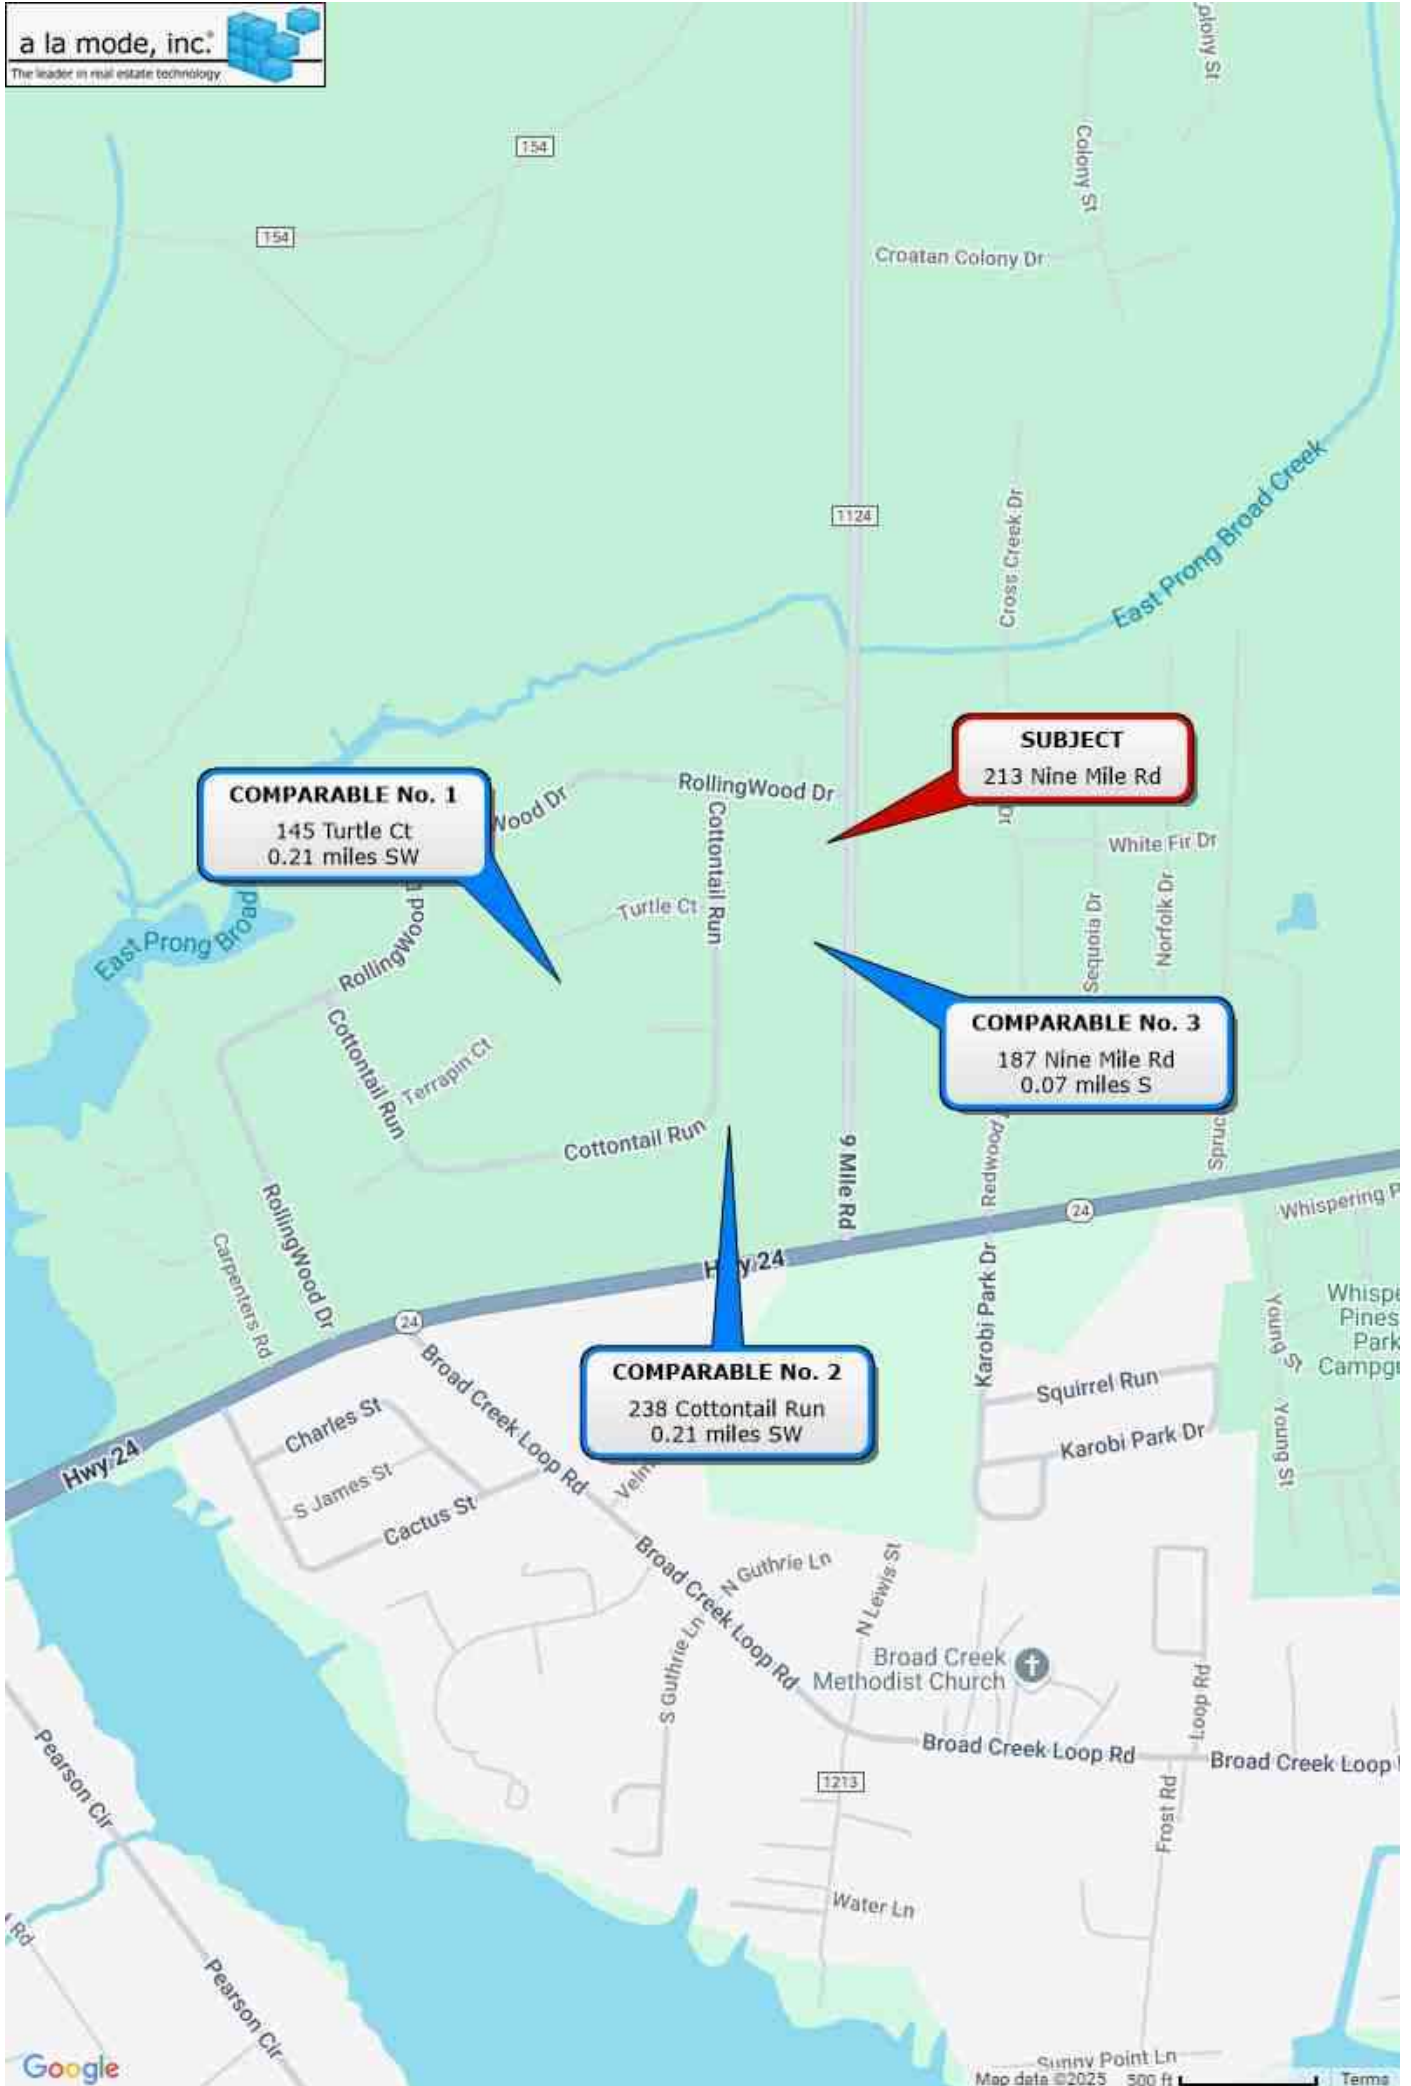 a la mode, inc.®
The leader in real estate technology
olony St
154
Colony St
154
Croatan Colony Dr
East Prong Broad Creek
1124
Cross Creek Dr
SUBJECT
213 Nine Mile Rd
COMPARABLE No. 1
145 Turtle Ct
0.21 miles SW
RollingWood Dr
Wood Dr
Dr
Cottontail Run
White Fir Dr
Turtle Ct
East Prong Broad
RollingWood
Sequoia Dr
Norfolk Dr
COMPARABLE No. 3
187 Nine Mile Rd
0.07 miles S
Cottontail Run
Terrapin Ct
Cottontail Run
9 Mile Rd
Redwood
Spruc
RollingWood Dr
Carpenters Rd
24
Whispering P
Hwy 24
Karobi Park Dr
24
Young St
Whispe
Pines
Park
Campgr
COMPARABLE No. 2
238 Cottontail Run
0.21 miles SW
Broad Creek Loop Rd
Squirrel Run
Charles St
Karobi Park Dr
Young St
Hwy 24
S James St
Velm
Cactus St
N Guthrie Ln
N Lewis St
Broad Creek Loop Rd
S Guthrie Ln
Broad Creek
Methodist Church
Loop Rd
Broad Creek Loop Rd
Broad Creek Loop
Pearson Cir
1213
Frost Rd
Water Ln
Rd
Pearson Cir
Sunny Point Ln
Google
Map data ©2025 500 ft Terms